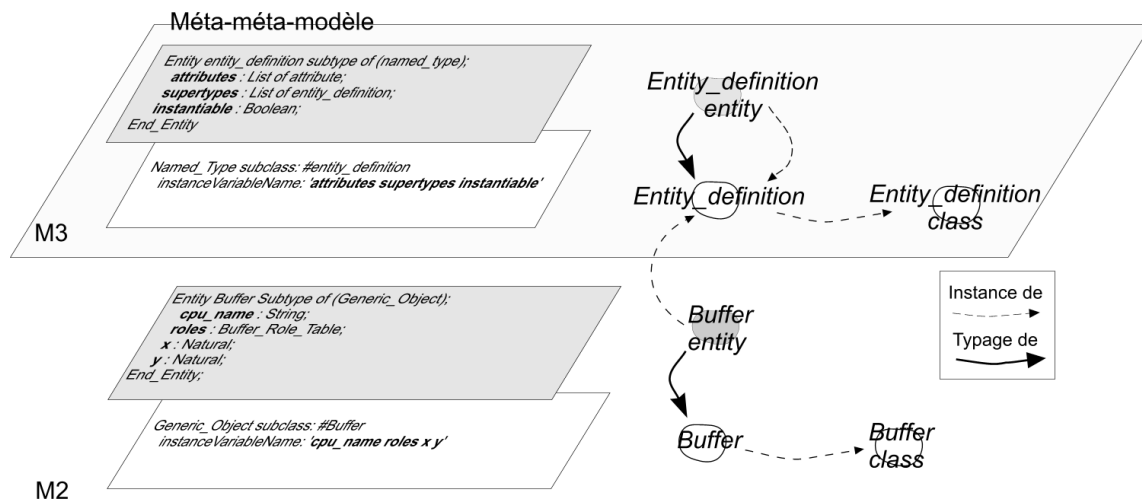 Méta-méta-modèle
Entity entity_definition subtype of (named_type);
attributes : List of attribute;
supertypes : List of entity_definition;
instantiable : Boolean;
End_Entity
Named_Type subclass: #entity_definition
instanceVariableName: 'attributes supertypes instantiable'
M3
Entity_definition
entity
Entity_definition
Entity_definition
class
Entity Buffer Subtype of (Generic_Object);
cpu_name : String;
roles : Buffer_Role_Table;
x : Natural;
y : Natural;
End_Entity;
Generic_Object subclass: #Buffer
instanceVariableName: 'cpu_name roles x y'
M2
Buffer
entity
Buffer
Buffer
class
Instance de
Typage de